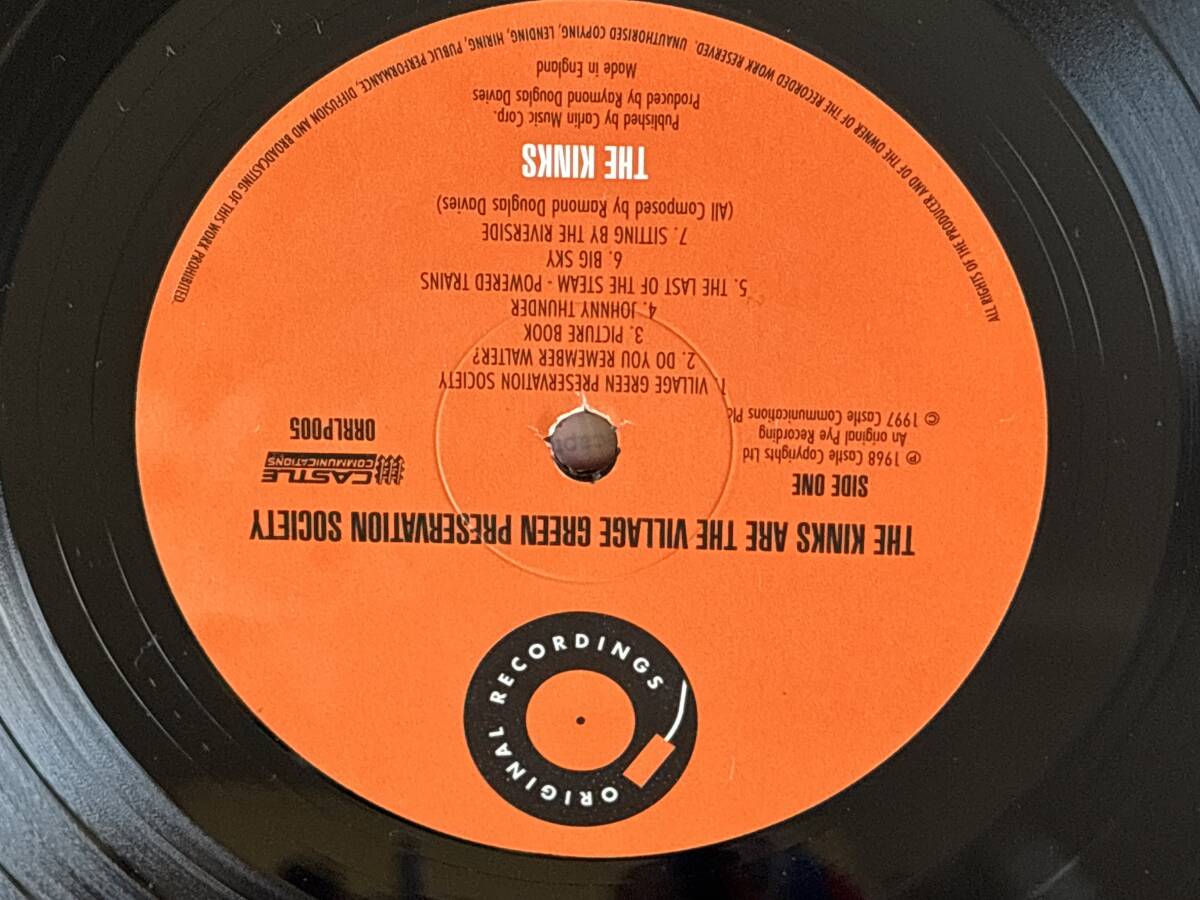 ORIGINAL RECORDINGS
THE KINKS ARE THE VILLAGE GREEN PRESERVATION SOCIETY
SIDE ONE
℗ 1968 Castle Copyrights Ltd
An original Pye Recording
© 1997 Castle Communications Plc
CASTLE
COMMUNICATIONS
ORRLP005
1. VILLAGE GREEN PRESERVATION SOCIETY
2. DO YOU REMEMBER WALTER?
3. PICTURE BOOK
4. JOHNNY THUNDER
5. THE LAST OF THE STEAM - POWERED TRAINS
6. BIG SKY
7. SITTING BY THE RIVERSIDE
(All Composed by Ramond Douglas Davies)
THE KINKS
Published by Carlin Music Corp.
Produced by Raymond Douglas Davies
Made in England
ALL RIGHTS OF THE PRODUCER AND OF THE OWNER OF THE RECORDED WORK RESERVED. UNAUTHORISED COPYING, LENDING, HIRING, PUBLIC PERFORMANCE, DIFFUSION AND BROADCASTING OF THIS WORK PROHIBITED.